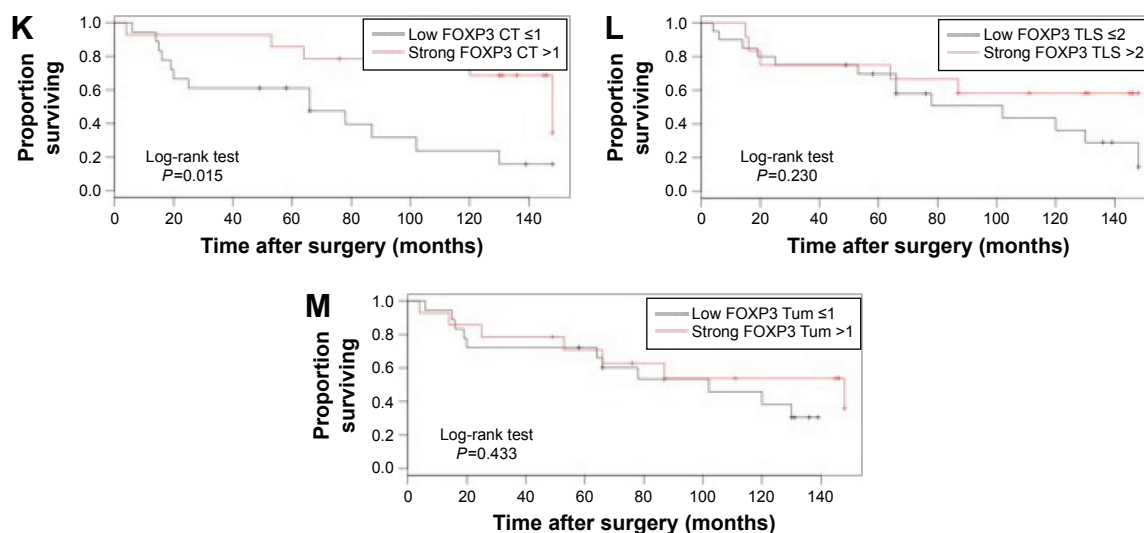 K
1.0
0.8
0.6
0.4
0.2
0.0
Proportion
surviving
Low FOXP3 CT ≤1
Strong FOXP3 CT >1
Log-rank test
P=0.015
0 20 40 60 80 100 120 140
Time after surgery (months)
L
1.0
0.8
0.6
0.4
0.2
0.0
Proportion
surviving
Low FOXP3 TLS ≤2
Strong FOXP3 TLS >2
Log-rank test
P=0.230
0 20 40 60 80 100 120 140
Time after surgery (months)
M
1.0
0.8
0.6
0.4
0.2
0.0
Proportion
surviving
Low FOXP3 Tum ≤1
Strong FOXP3 Tum >1
Log-rank test
P=0.433
0 20 40 60 80 100 120 140
Time after surgery (months)